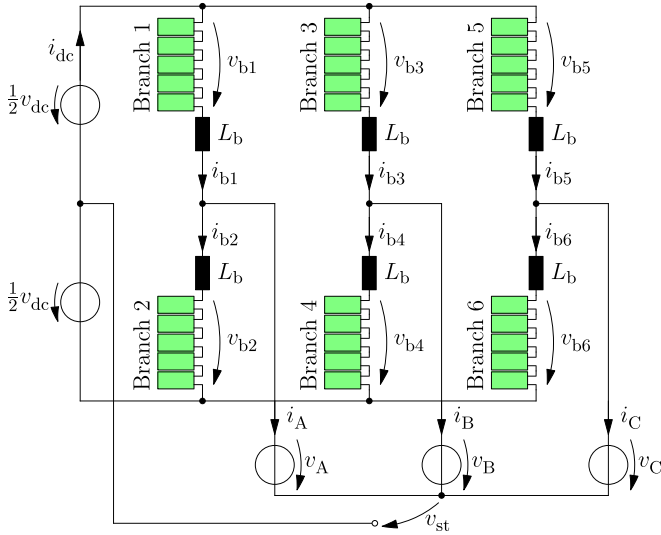 i_dc
½v_dc
½v_dc
Branch 1
v_b1
L_b
i_b1
Branch 3
v_b3
L_b
i_b3
Branch 5
v_b5
L_b
i_b5
i_b2
L_b
Branch 2
v_b2
i_b4
L_b
Branch 4
v_b4
i_b6
L_b
Branch 6
v_b6
i_A
v_A
i_B
v_B
i_C
v_C
v_st